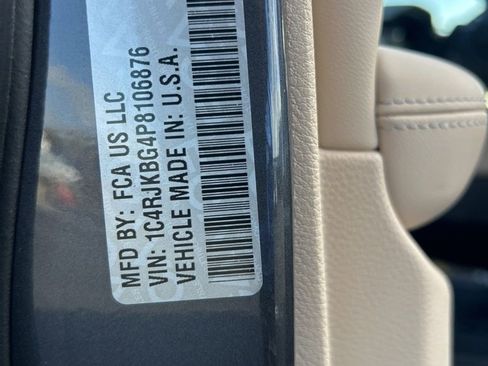 MFD BY: FCA US LLC
VIN: 1C4RJKBG4P8106876
VEHICLE MADE IN: U.S.A.